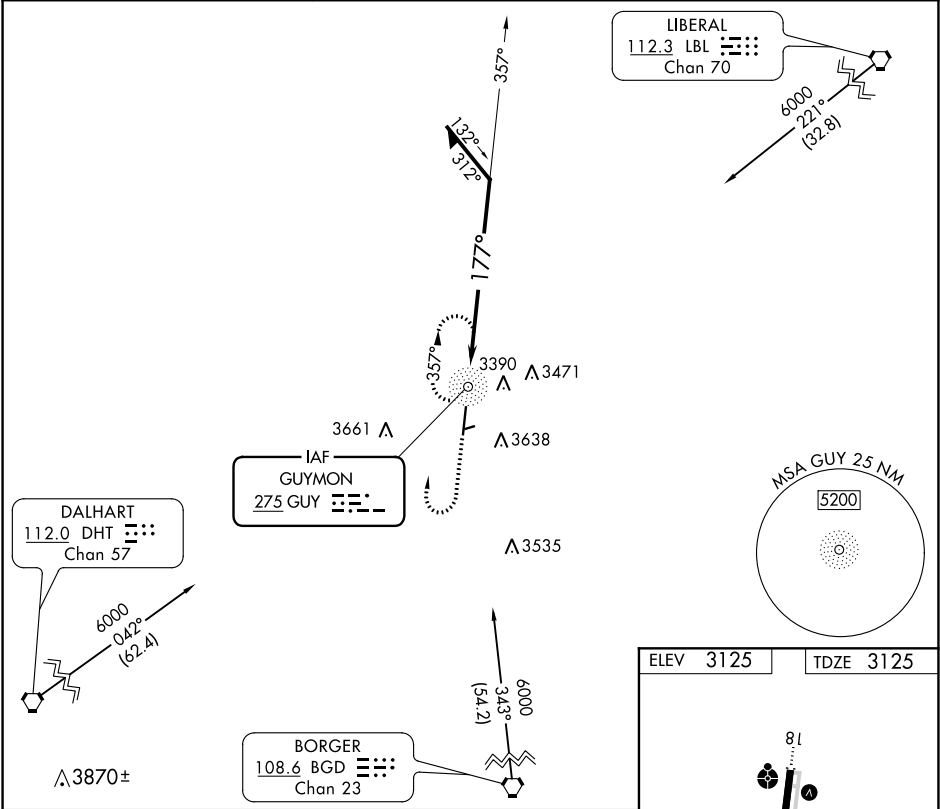 LIBERAL
112.3 LBL
Chan 70
6000
221°
(32.8)
357°
132°
312°
177°
357°
3390
3471
3661
3638
IAF
GUYMON
275 GUY
MSA GUY 25 NM
5200
DALHART
112.0 DHT
Chan 57
3535
6000
042°
(62.4)
6000
343°
(54.2)
ELEV 3125
TDZE 3125
18
BORGER
108.6 BGD
Chan 23
3870±
A